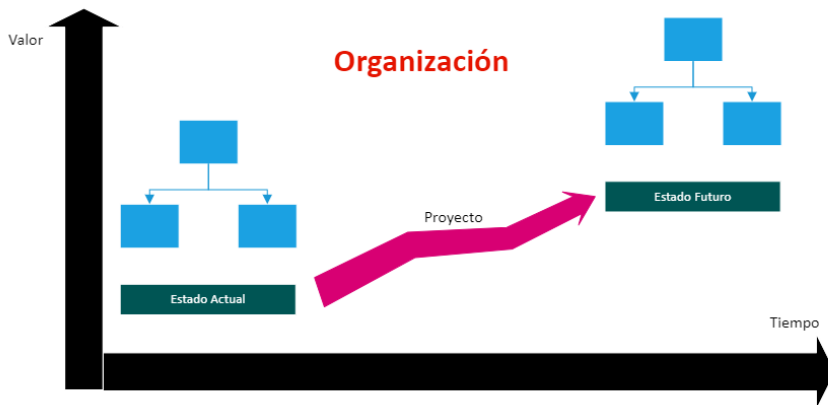 Valor
Organización
Estado Futuro
Proyecto
Estado Actual
Tiempo